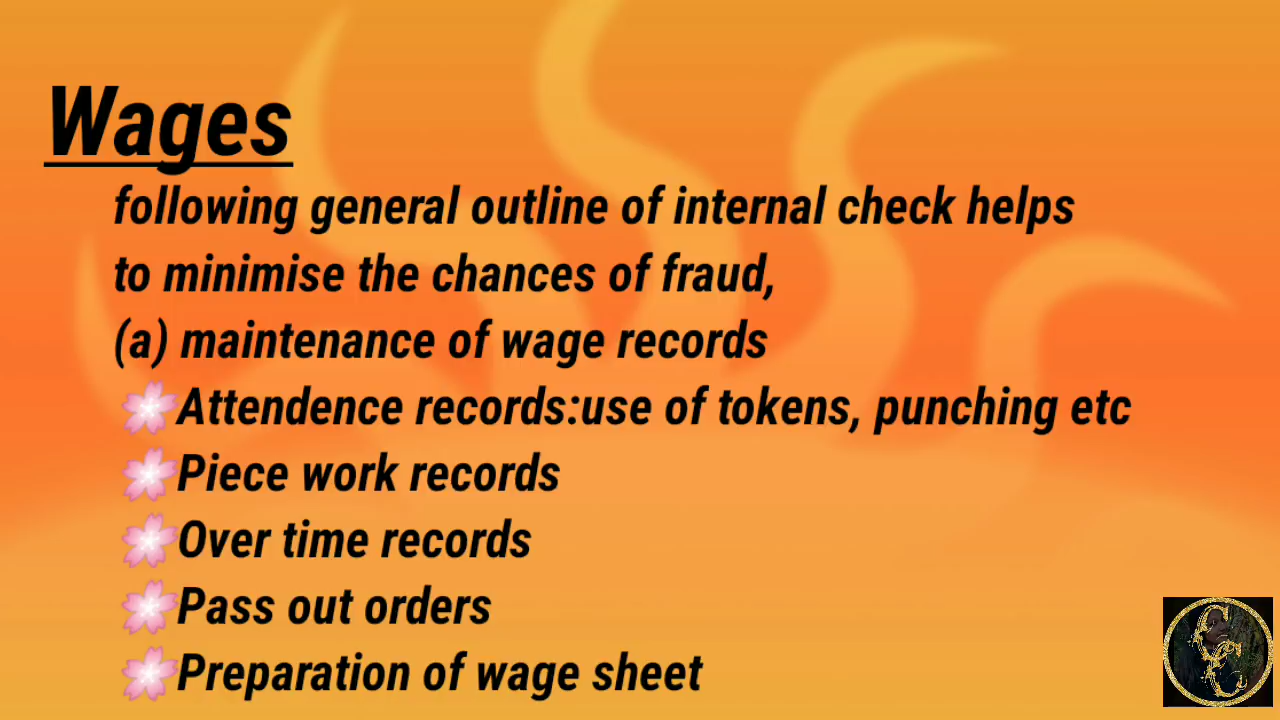 Wages
following general outline of internal check helps
to minimise the chances of fraud,
(a) maintenance of wage records
🌸Attendence records:use of tokens, punching etc
🌸Piece work records
🌸Over time records
🌸Pass out orders
🌸Preparation of wage sheet